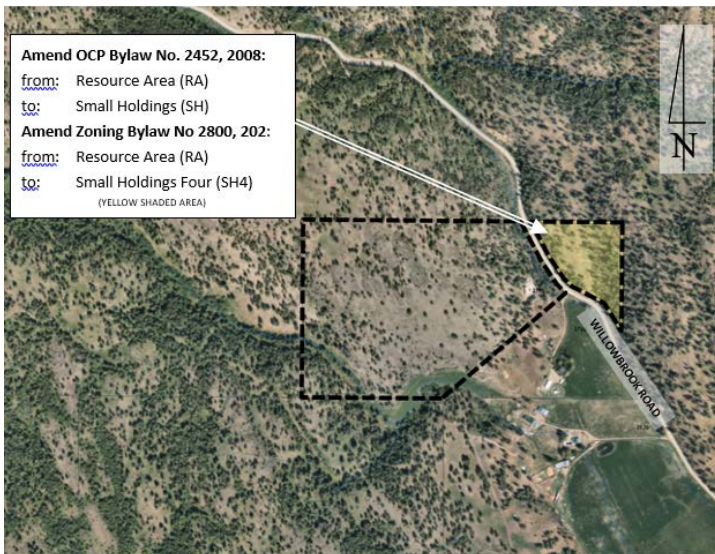 Amend OCP Bylaw No. 2452, 2008:
from: Resource Area (RA)
to: Small Holdings (SH)
Amend Zoning Bylaw No 2800, 202:
from: Resource Area (RA)
to: Small Holdings Four (SH4)
(YELLOW SHADED AREA)
N
WILLOWBROOK ROAD